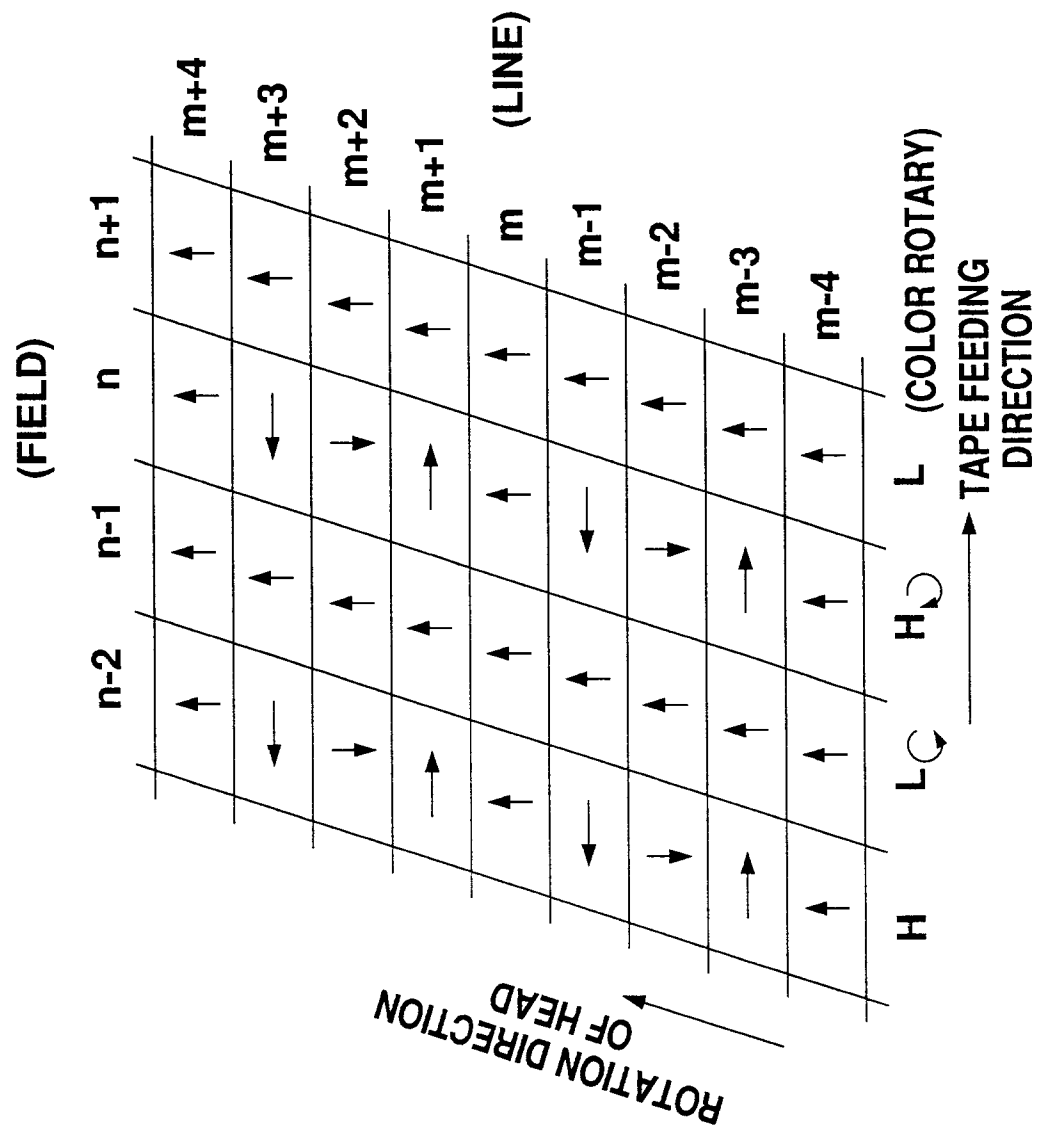 (FIELD)
n-2
n-1
n
n+1
m+4
m+3
m+2
m+1
m
(LINE)
m-1
m-2
m-3
m-4
H
L
H
L
(COLOR ROTARY)
TAPE FEEDING
DIRECTION
ROTATION DIRECTION
OF HEAD